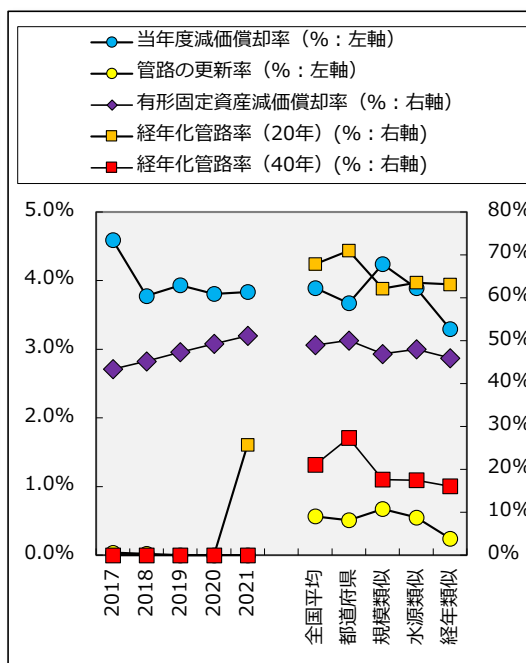 当年度減価償却率（%：左軸）
管路の更新率（%：左軸）
有形固定資産減価償却率（%：右軸）
経年化管路率（20年）(%：右軸)
経年化管路率（40年）(%：右軸)
5.0%
4.0%
3.0%
2.0%
1.0%
0.0%
80%
70%
60%
50%
40%
30%
20%
10%
0%
2017
2018
2019
2020
2021
全国平均
都道府県
規模類似
水源類似
経年類似